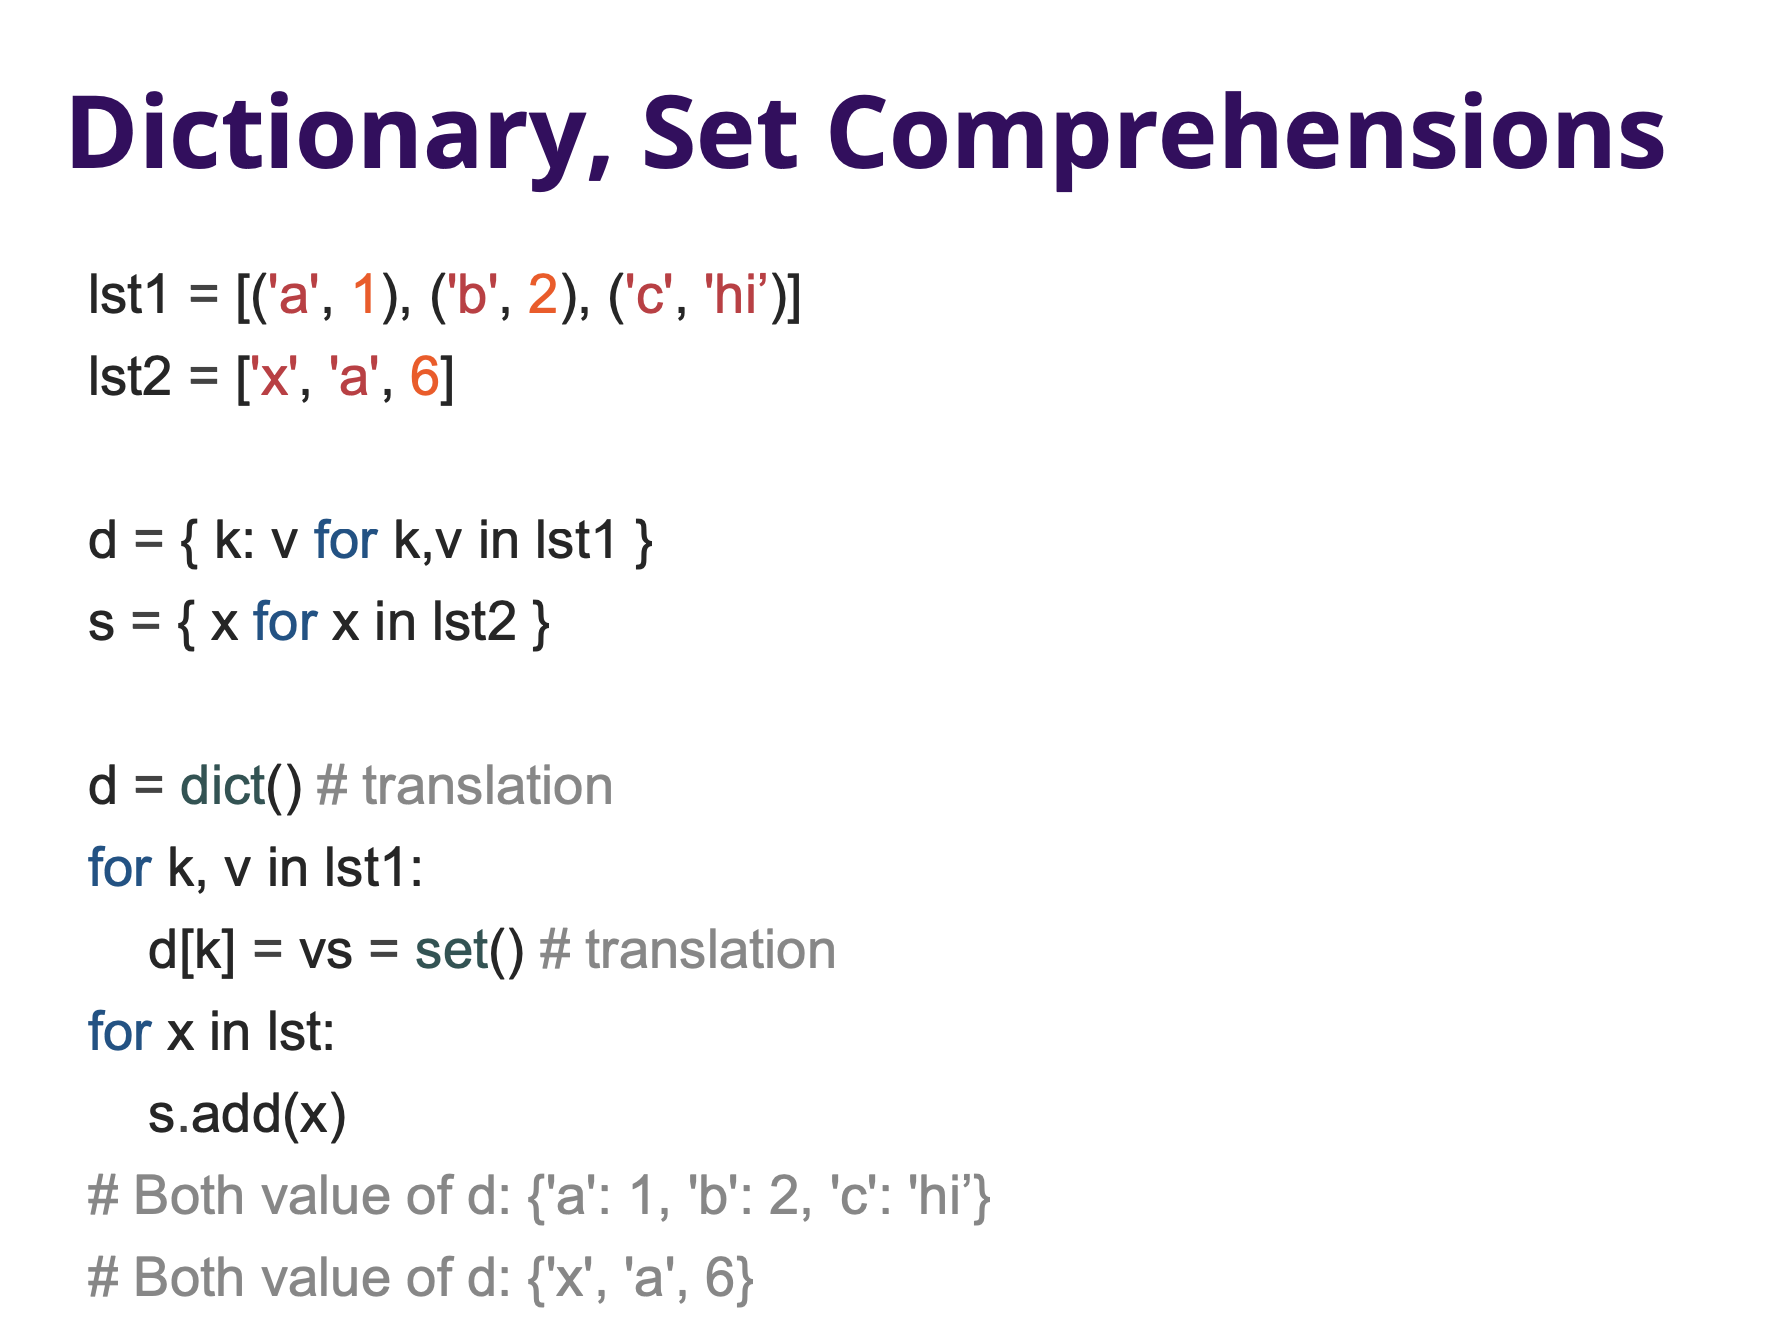 Dictionary, Set Comprehensions
lst1 = [('a', 1), ('b', 2), ('c', 'hi’)]
lst2 = ['x', 'a', 6]
d = { k: v for k,v in lst1 }
s = { x for x in lst2 }
d = dict() # translation
for k, v in lst1:
d[k] = vs = set() # translation
for x in lst:
s.add(x)
# Both value of d: {'a': 1, 'b': 2, 'c': 'hi’}
# Both value of d: {'x', 'a', 6}